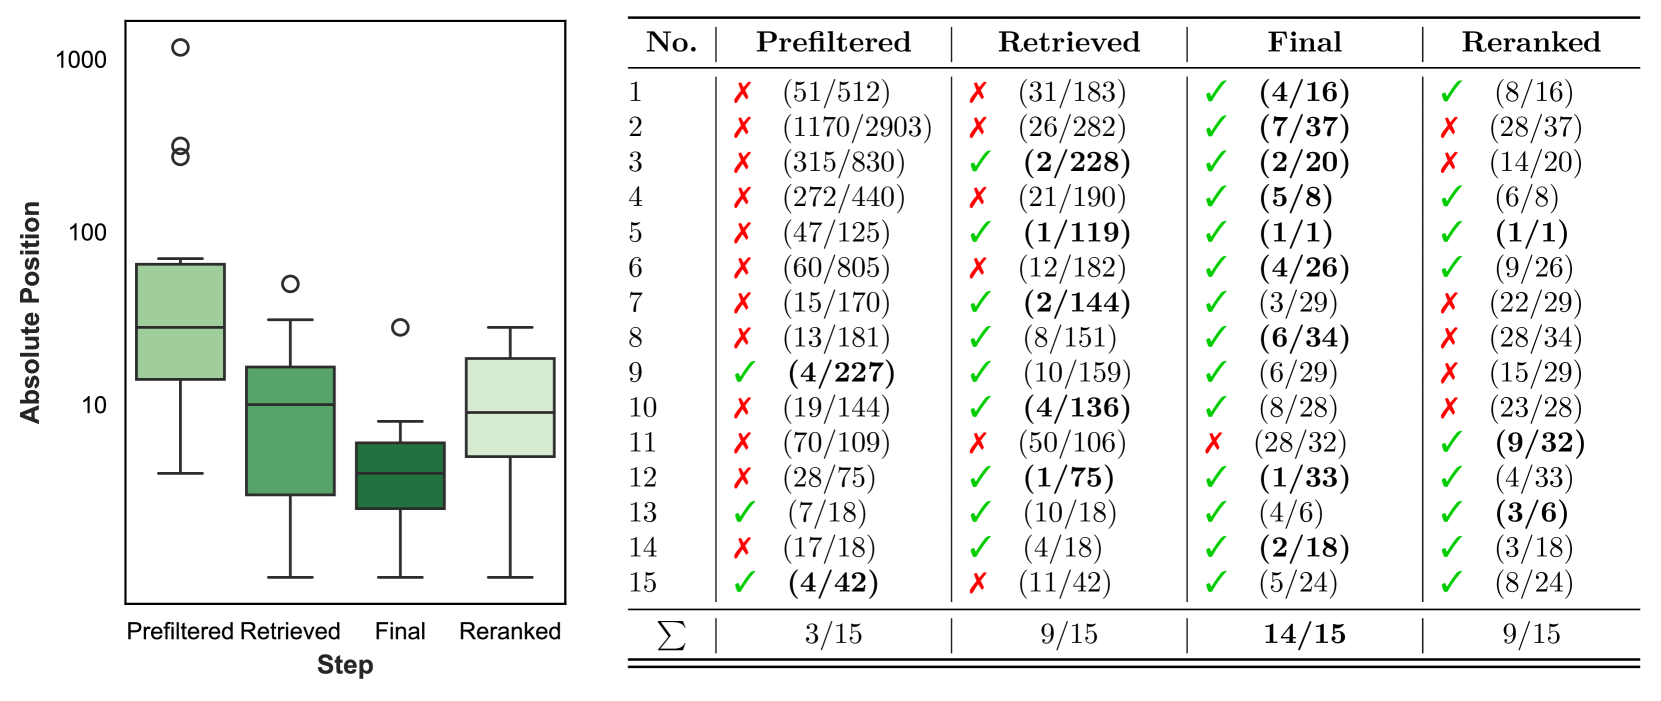 1000
100
10
Absolute Position
Prefiltered Retrieved Final Reranked
Step
No. Prefiltered Retrieved Final Reranked
1 ✗ (51/512) ✗ (31/183) ✓ (4/16) ✓ (8/16)
2 ✗ (1170/2903) ✗ (26/282) ✓ (7/37) ✗ (28/37)
3 ✗ (315/830) ✓ (2/228) ✓ (2/20) ✗ (14/20)
4 ✗ (272/440) ✗ (21/190) ✓ (5/8) ✓ (6/8)
5 ✗ (47/125) ✓ (1/119) ✓ (1/1) ✓ (1/1)
6 ✗ (60/805) ✗ (12/182) ✓ (4/26) ✓ (9/26)
7 ✗ (15/170) ✓ (2/144) ✓ (3/29) ✗ (22/29)
8 ✗ (13/181) ✓ (8/151) ✓ (6/34) ✗ (28/34)
9 ✓ (4/227) ✓ (10/159) ✓ (6/29) ✗ (15/29)
10 ✗ (19/144) ✓ (4/136) ✓ (8/28) ✗ (23/28)
11 ✗ (70/109) ✗ (50/106) ✗ (28/32) ✓ (9/32)
12 ✗ (28/75) ✓ (1/75) ✓ (1/33) ✓ (4/33)
13 ✓ (7/18) ✓ (10/18) ✓ (4/6) ✓ (3/6)
14 ✗ (17/18) ✓ (4/18) ✓ (2/18) ✓ (3/18)
15 ✓ (4/42) ✗ (11/42) ✓ (5/24) ✓ (8/24)
∑ 3/15 9/15 14/15 9/15